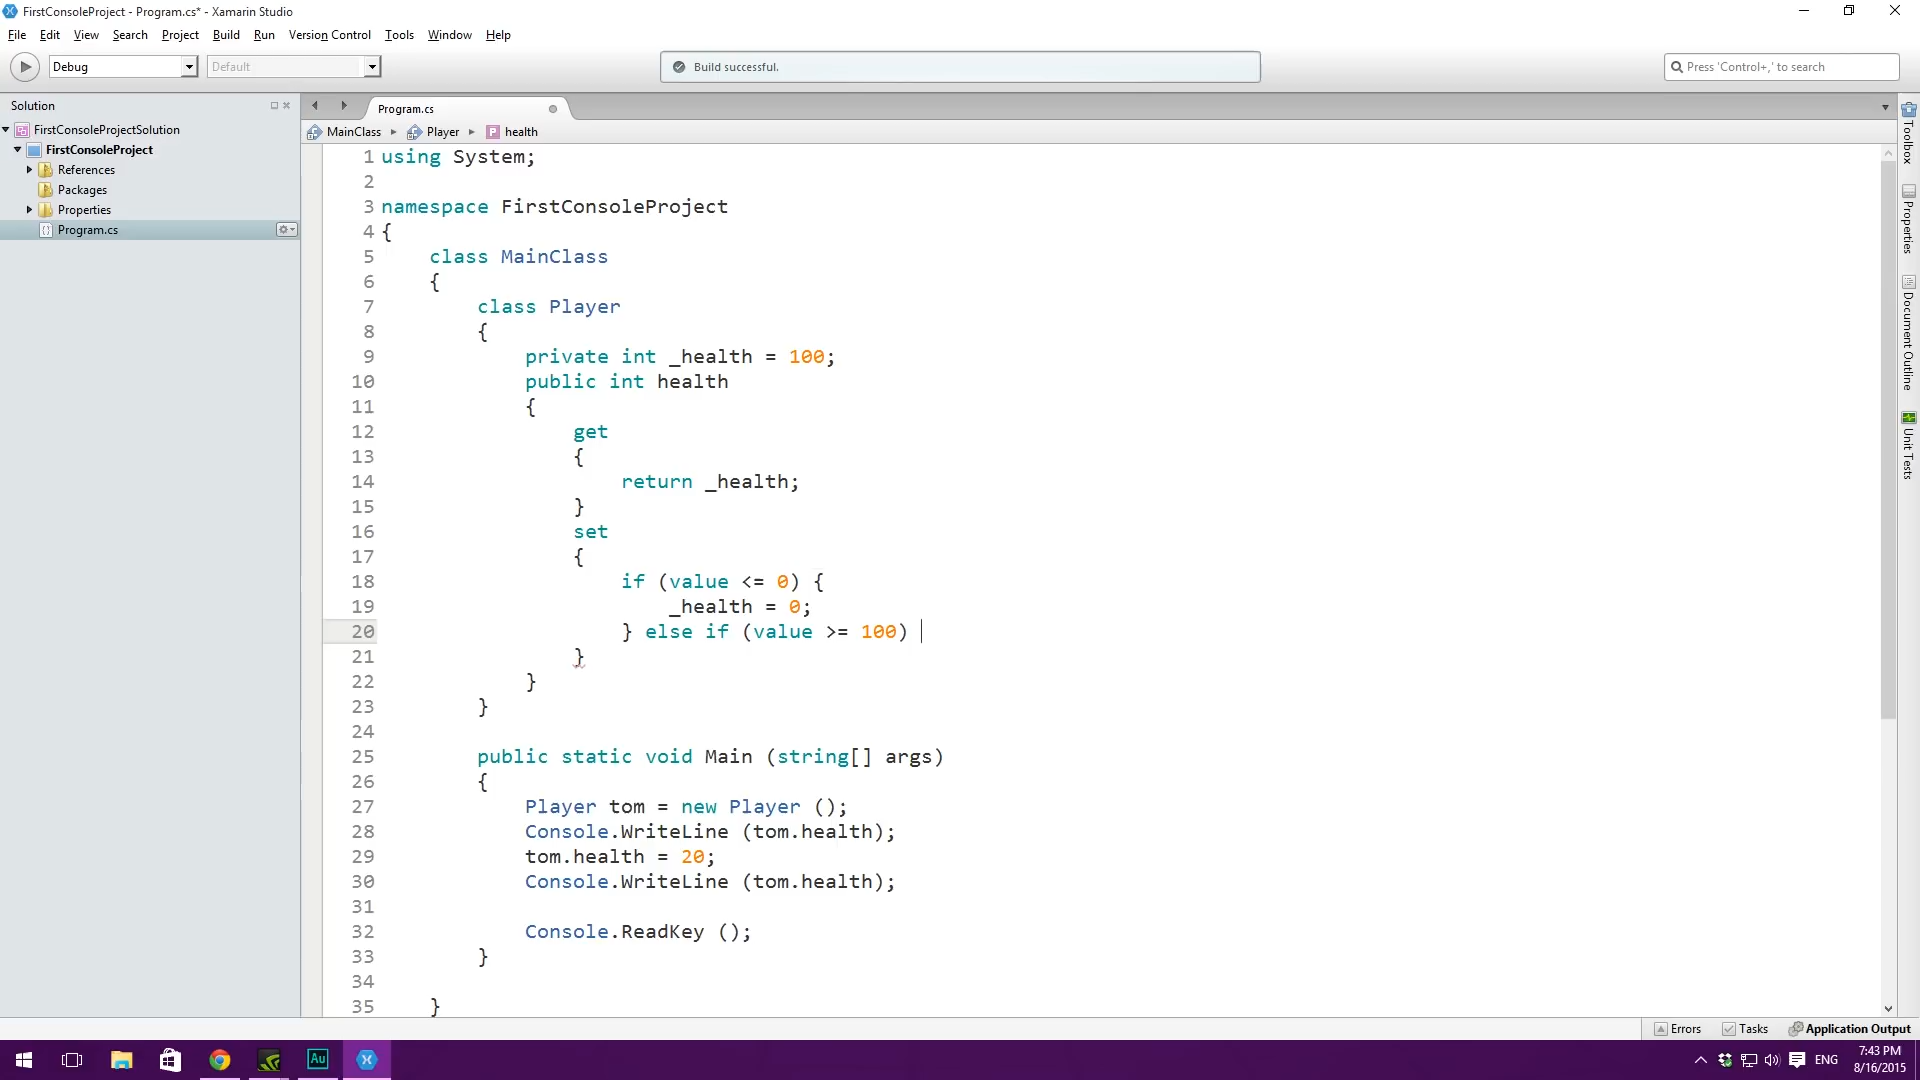 FirstConsoleProject - Program.cs* - Xamarin Studio
File Edit View Search Project Build Run Version Control Tools Window Help
Debug Default Build successful. Press 'Control+,' to search
Solution
FirstConsoleProjectSolution
FirstConsoleProject
References
Packages
Properties
Program.cs
Program.cs
MainClass Player P health
1 using System;
2
3 namespace FirstConsoleProject
4 {
5 class MainClass
6 {
7 class Player
8 {
9 private int _health = 100;
10 public int health
11 {
12 get
13 {
14 return _health;
15 }
16 set
17 {
18 if (value <= 0) {
19 _health = 0;
20 } else if (value >= 100)
21 }
22 }
23 }
24
25 public static void Main (string[] args)
26 {
27 Player tom = new Player ();
28 Console.WriteLine (tom.health);
29 tom.health = 20;
30 Console.WriteLine (tom.health);
31
32 Console.ReadKey ();
33 }
34
35 }
Toolbox
Properties
Document Outline
Unit Tests
Errors Tasks Application Output
Au
ENG
7:43 PM
8/16/2015